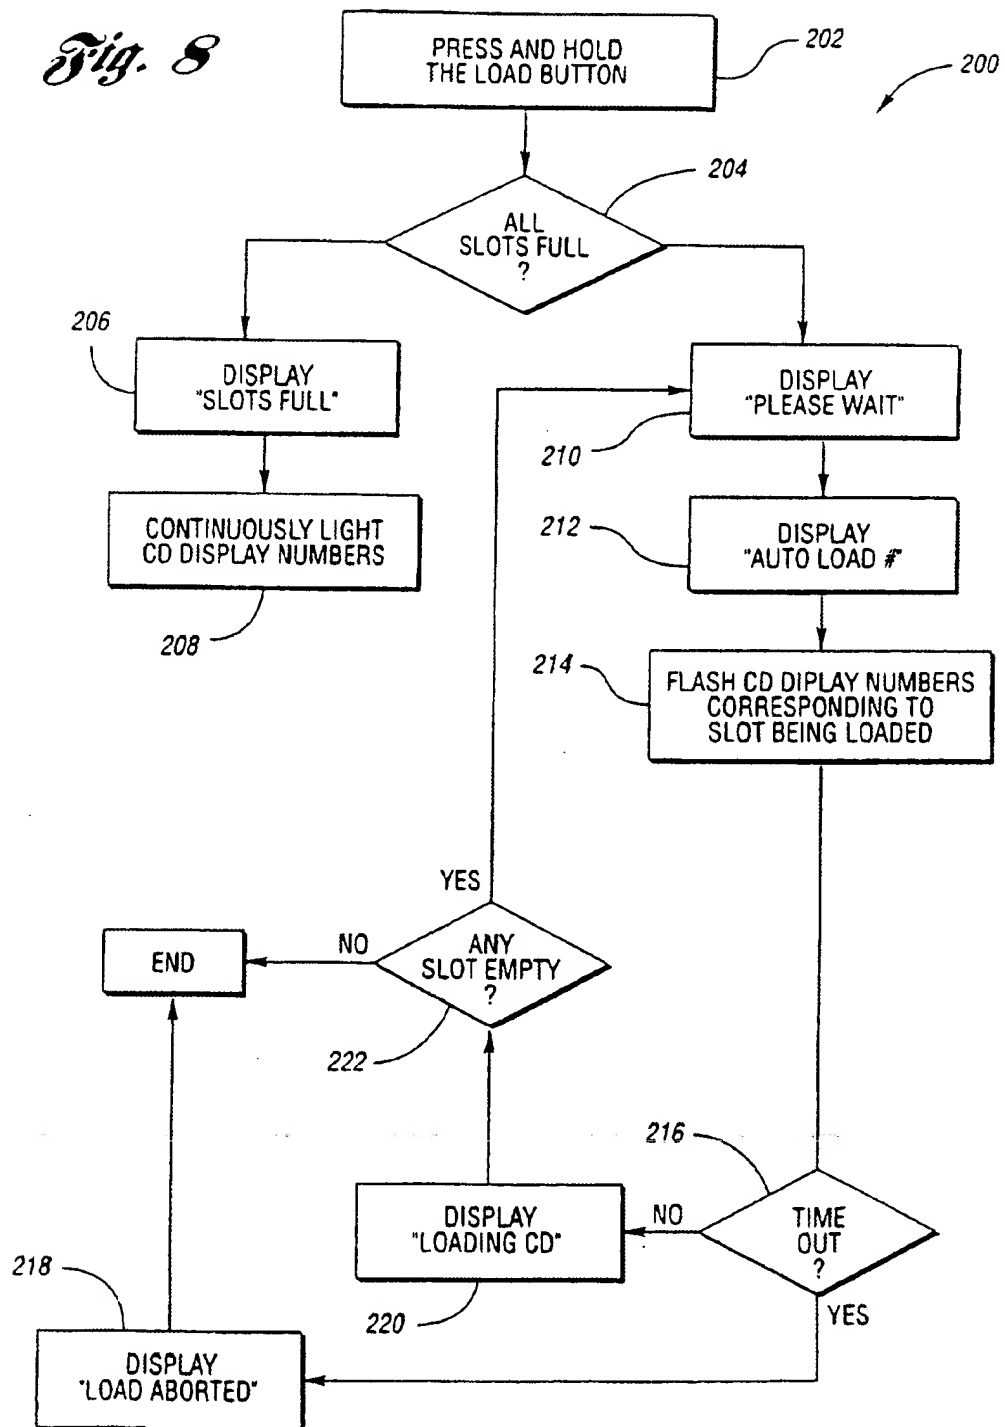 Fig. 8
PRESS AND HOLD
THE LOAD BUTTON
202
200
204
ALL
SLOTS FULL
?
206
DISPLAY
"SLOTS FULL"
DISPLAY
"PLEASE WAIT"
210
CONTINUOUSLY LIGHT
CD DISPLAY NUMBERS
208
212
DISPLAY
"AUTO LOAD #"
214
FLASH CD DIPLAY NUMBERS
CORRESPONDING TO
SLOT BEING LOADED
YES
END
NO
ANY
SLOT EMPTY
?
222
216
DISPLAY
"LOADING CD"
220
NO
TIME
OUT
?
YES
218
DISPLAY
"LOAD ABORTED"